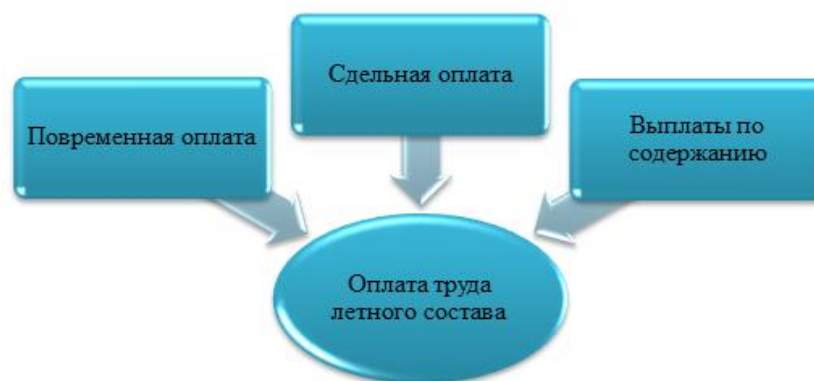 Сдельная оплата
Повременная оплата
Выплаты по
содержанию
Оплата труда
летного состава